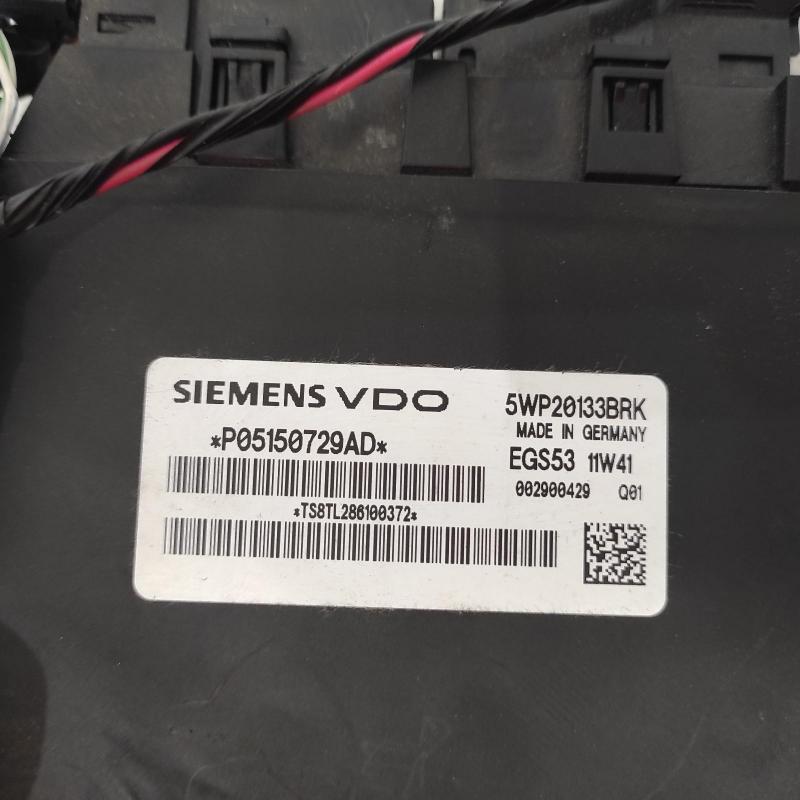 SIEMENS VDO
5WP20133BRK
MADE IN GERMANY
*P05150729AD*
EGS53 11W41
002900429 Q01
*TS8TL286100372*